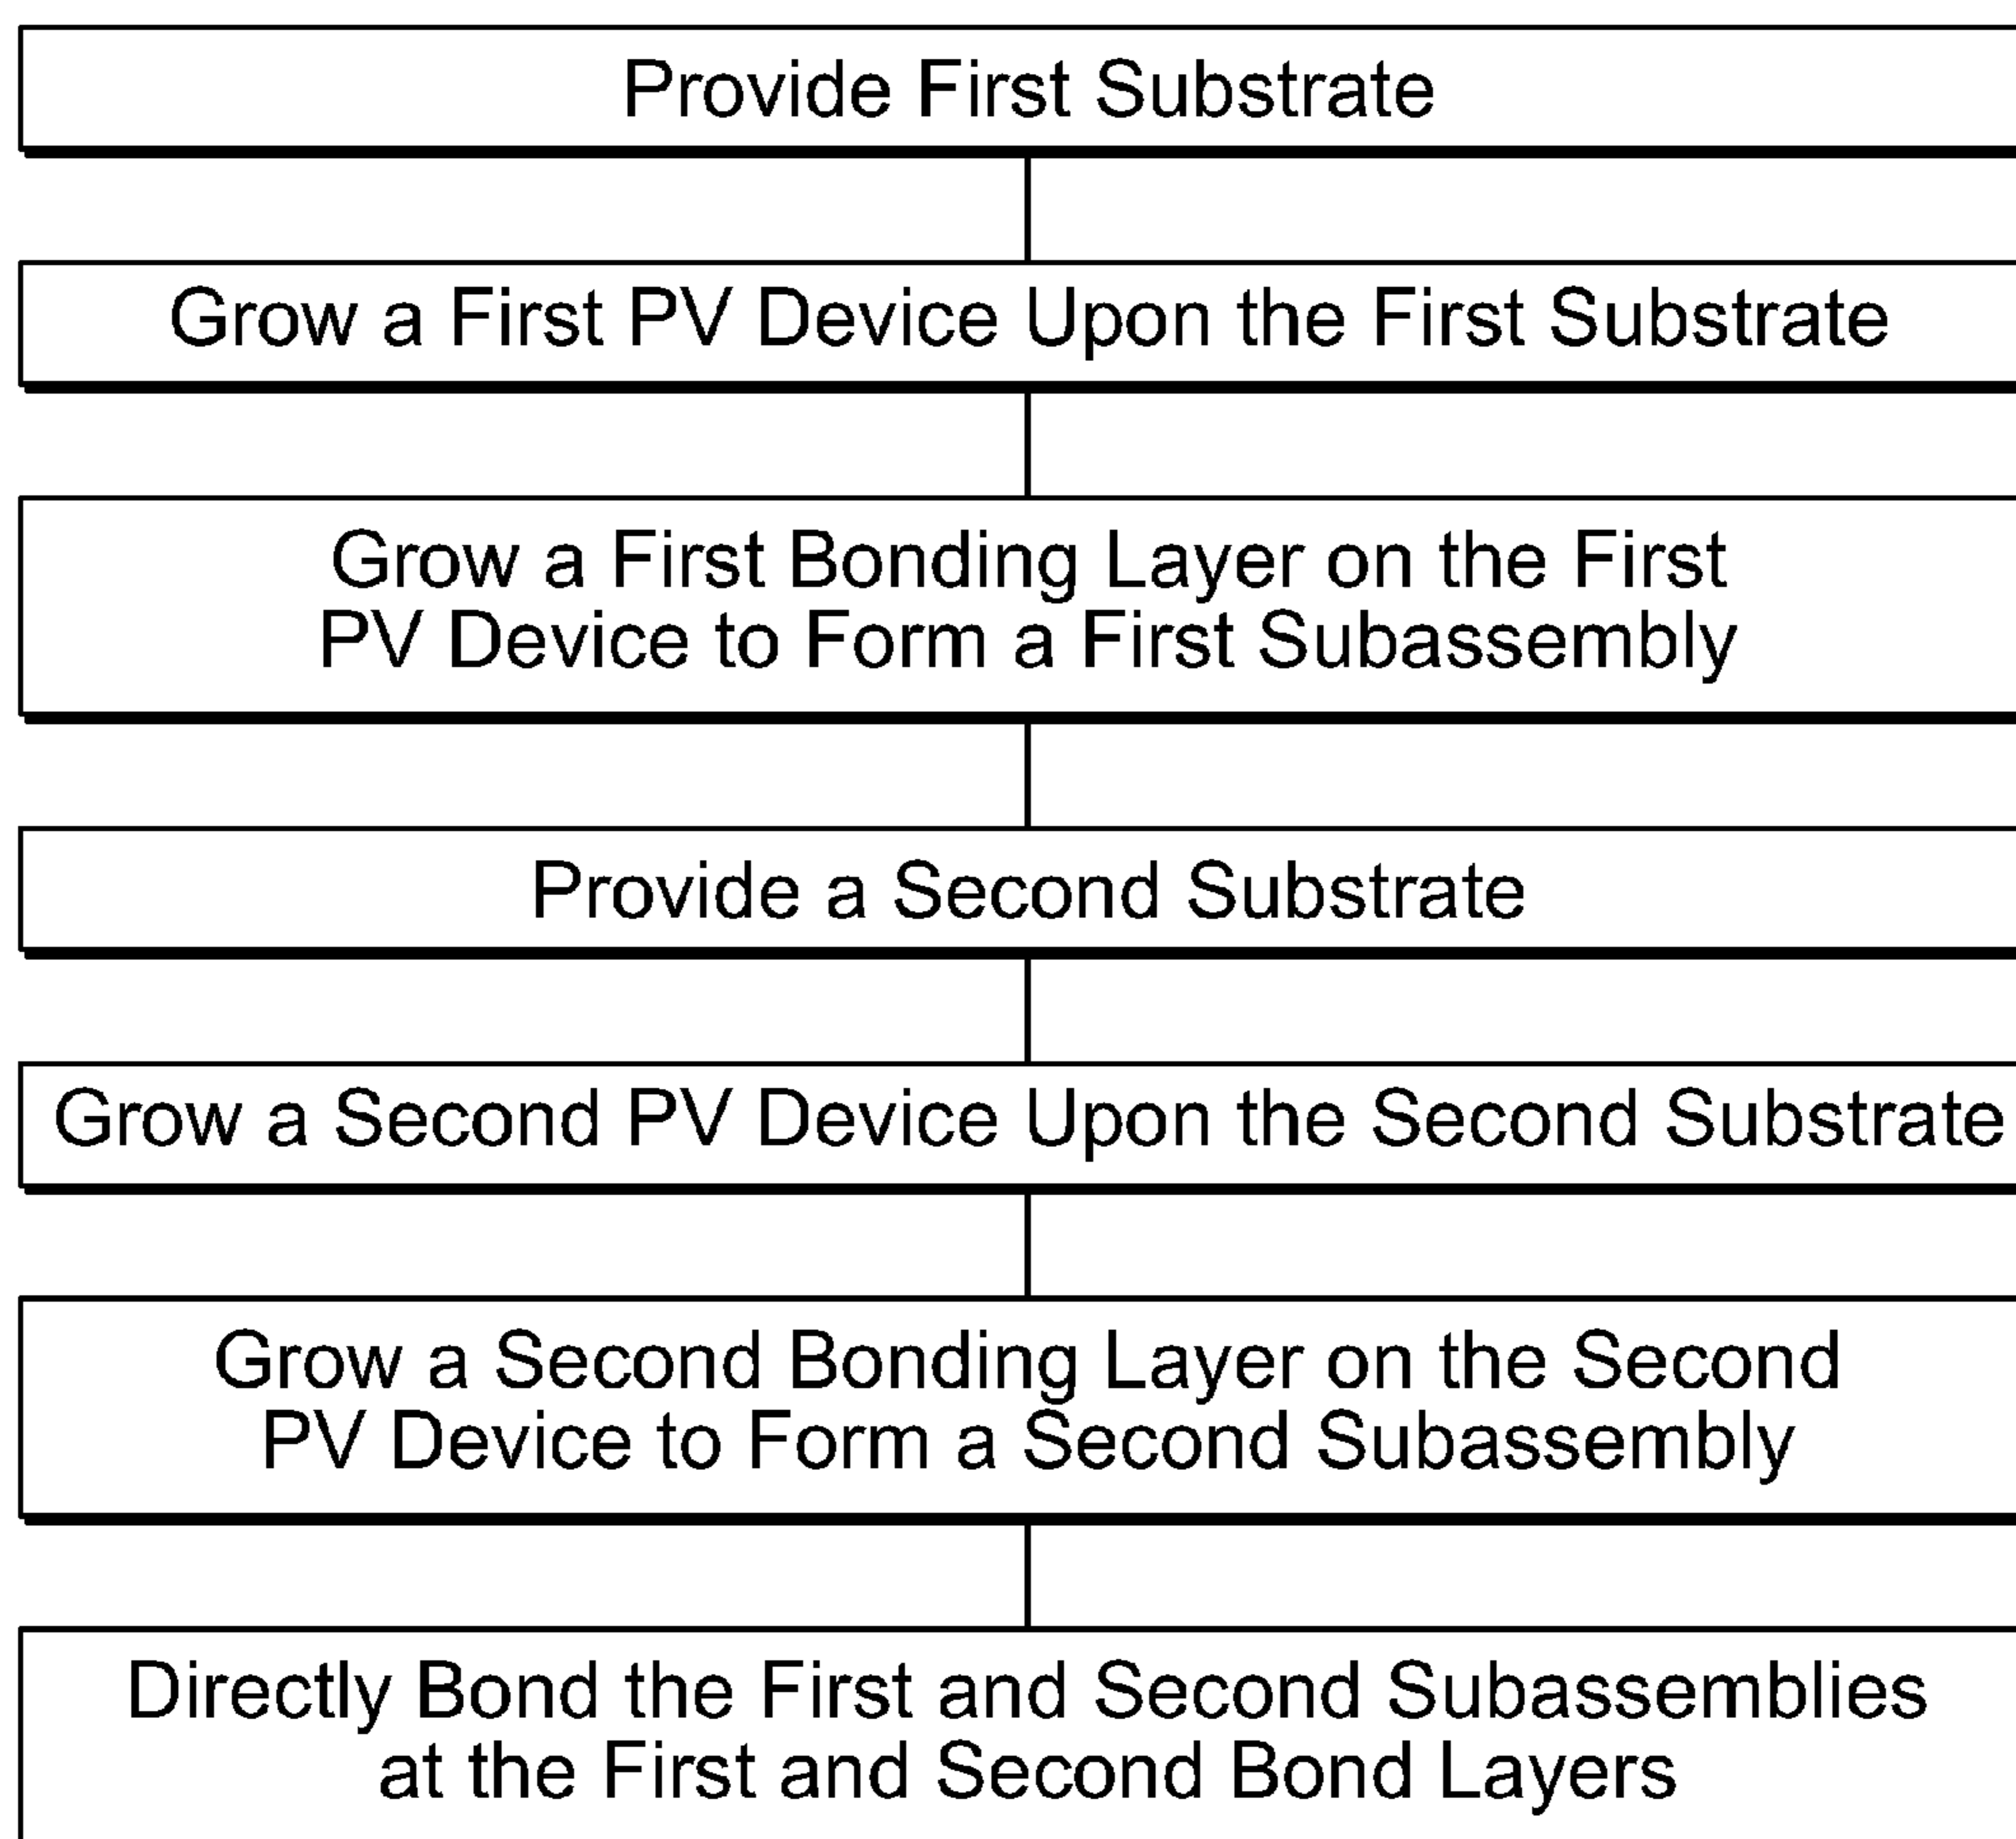 Provide First Substrate
Grow a First PV Device Upon the First Substrate
Grow a First Bonding Layer on the First
PV Device to Form a First Subassembly
Provide a Second Substrate
Grow a Second PV Device Upon the Second Substrate
Grow a Second Bonding Layer on the Second
PV Device to Form a Second Subassembly
Directly Bond the First and Second Subassemblies
at the First and Second Bond Layers